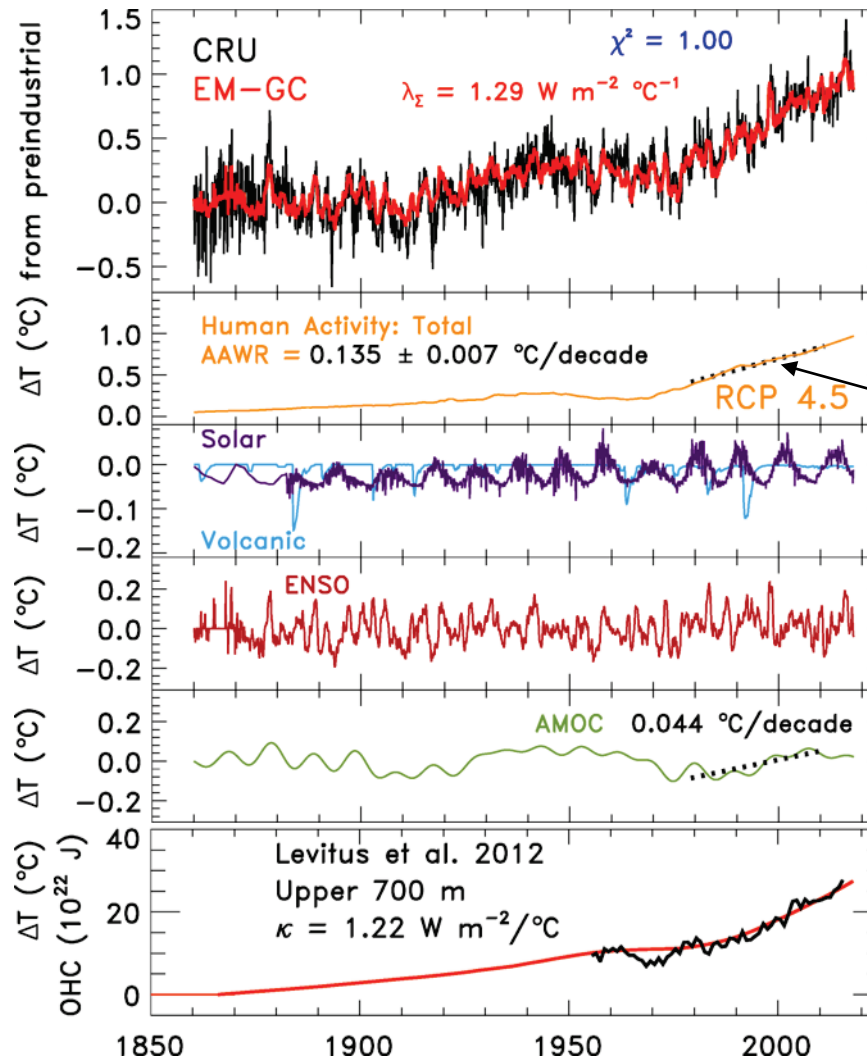 1.5
1.0
0.5
0.0
−0.5
ΔT (°C) from preindustrial
CRU
EM−GC
χ² = 1.00
λ_Σ = 1.29 W m⁻² °C⁻¹
1.0
0.5
0.0
Human Activity: Total
AAWR = 0.135 ± 0.007 °C/decade
RCP 4.5
ΔT (°C)
0.0
−0.1
−0.2
Solar
Volcanic
ΔT (°C)
0.2
0.0
−0.2
ENSO
ΔT (°C)
0.2
0.0
−0.2
AMOC 0.044 °C/decade
ΔT (°C)
OHC (10²² J)
40
20
0
Levitus et al. 2012
Upper 700 m
κ = 1.22 W m⁻²/°C
1850 1900 1950 2000